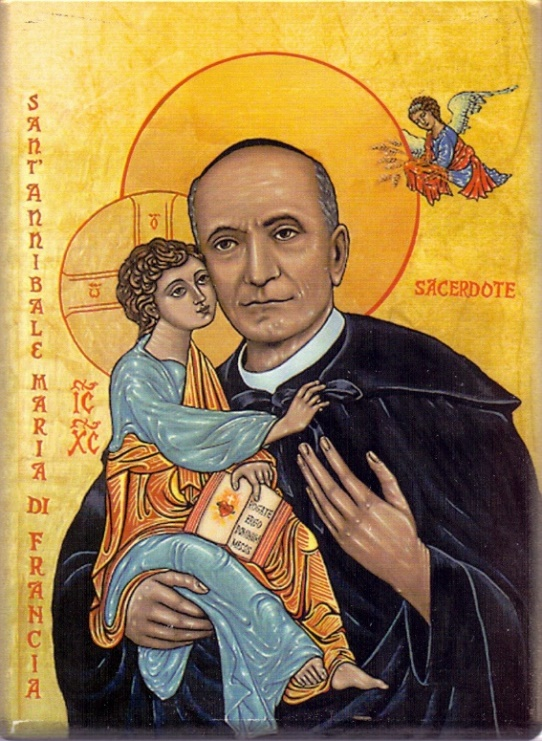 SANT'ANNIBALE MARIA DI FRANCIA
SACERDOTE
IC
XC
ROGATE
ERGO
DOMINUM
MESSIS